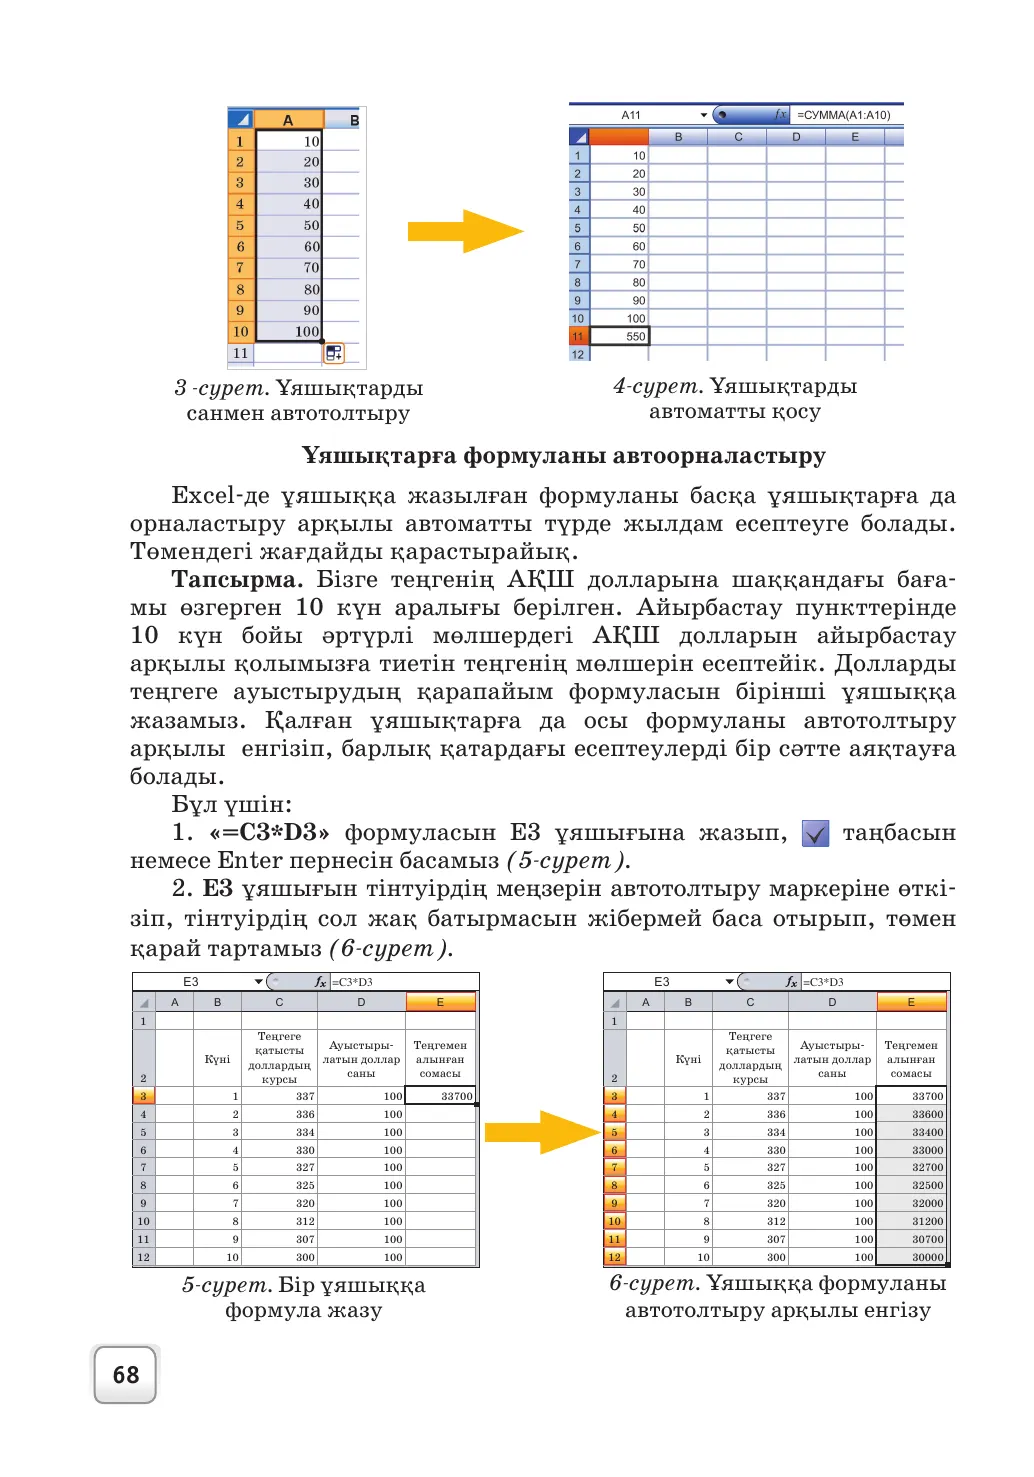 A B
1 10
2 20
3 30
4 40
5 50
6 60
7 70
8 80
9 90
10 100
11
3 -сурет. Ұяшықтарды
санмен автотолтыру
A11 fx =СУММА(A1:A10)
B C D E
1 10
2 20
3 30
4 40
5 50
6 60
7 70
8 80
9 90
10 100
11 550
12
4-сурет. Ұяшықтарды
автоматты қосу
Ұяшықтарға формуланы автоорналастыру
Excel-де ұяшыққа жазылған формуланы басқа ұяшықтарға да
орналастыру арқылы автоматты түрде жылдам есептеуге болады.
Төмендегі жағдайды қарастырайық.
Тапсырма. Бізге теңгенің АҚШ долларына шаққандағы баға-
мы өзгерген 10 күн аралығы берілген. Айырбастау пункттерінде
10 күн бойы әртүрлі мөлшердегі АҚШ долларын айырбастау
арқылы қолымызға тиетін теңгенің мөлшерін есептейік. Долларды
теңгеге ауыстырудың қарапайым формуласын бірінші ұяшыққа
жазамыз. Қалған ұяшықтарға да осы формуланы автотолтыру
арқылы енгізіп, барлық қатардағы есептеулерді бір сәтте аяқтауға
болады.
Бұл үшін:
1. «=C3*D3» формуласын E3 ұяшығына жазып, таңбасын
немесе Enter пернесін басамыз (5-сурет).
2. E3 ұяшығын тінтуірдің меңзерін автотолтыру маркеріне өткі-
зіп, тінтуірдің сол жақ батырмасын жібермей баса отырып, төмен
қарай тартамыз (6-сурет).
E3 fx =C3*D3
A B C D E
1
2 Күні Теңгеге қатысты доллардың курсы Ауыстыры-латын доллар саны Теңгемен алынған сомасы
3 1 337 100 33700
4 2 336 100
5 3 334 100
6 4 330 100
7 5 327 100
8 6 325 100
9 7 320 100
10 8 312 100
11 9 307 100
12 10 300 100
5-сурет. Бір ұяшыққа
формула жазу
E3 fx =C3*D3
A B C D E
1
2 Күні Теңгеге қатысты доллардың курсы Ауыстыры-латын доллар саны Теңгемен алынған сомасы
3 1 337 100 33700
4 2 336 100 33600
5 3 334 100 33400
6 4 330 100 33000
7 5 327 100 32700
8 6 325 100 32500
9 7 320 100 32000
10 8 312 100 31200
11 9 307 100 30700
12 10 300 100 30000
6-сурет. Ұяшыққа формуланы
автотолтыру арқылы енгізу
68